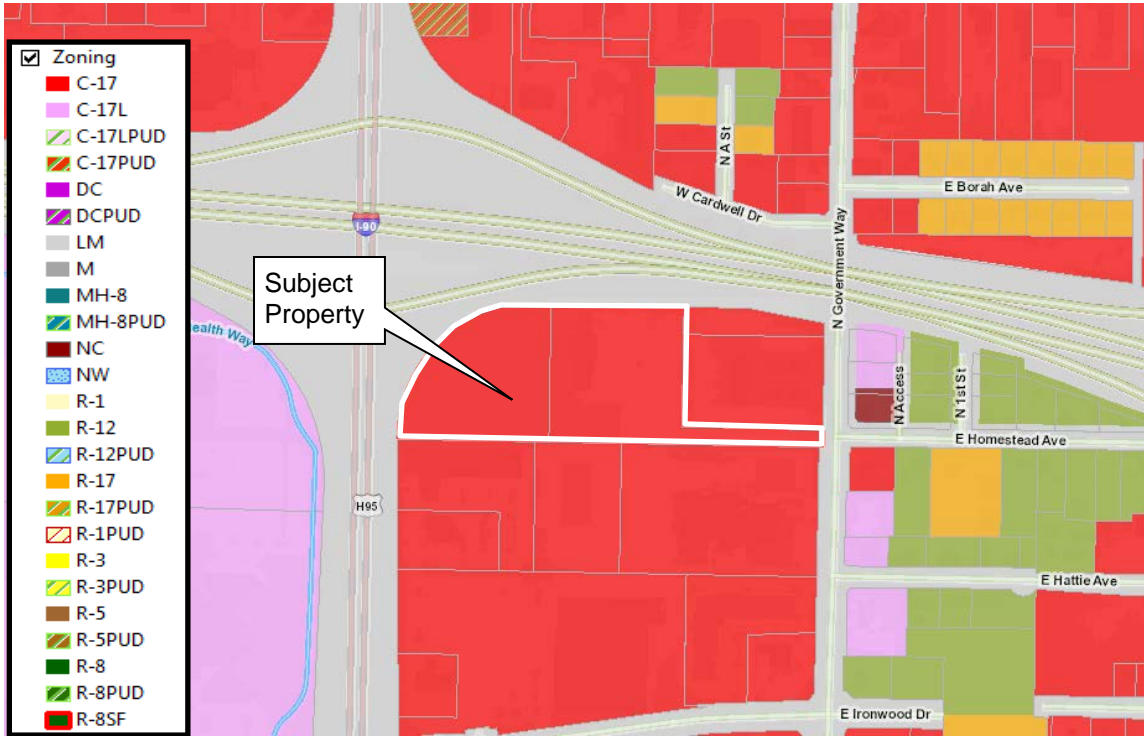 Zoning
C-17
C-17L
C-17LPUD
C-17PUD
DC
DCPUD
LM
M
MH-8
MH-8PUD
NC
NW
R-1
R-12
R-12PUD
R-17
R-17PUD
R-1PUD
R-3
R-3PUD
R-5
R-5PUD
R-8
R-8PUD
R-8SF
N A St
W Cardwell Dr
E Borah Ave
N Government Way
I-90
Subject
Property
ealth Way
N Access
N 1st St
E Homestead Ave
H95
E Hattie Ave
E Ironwood Dr